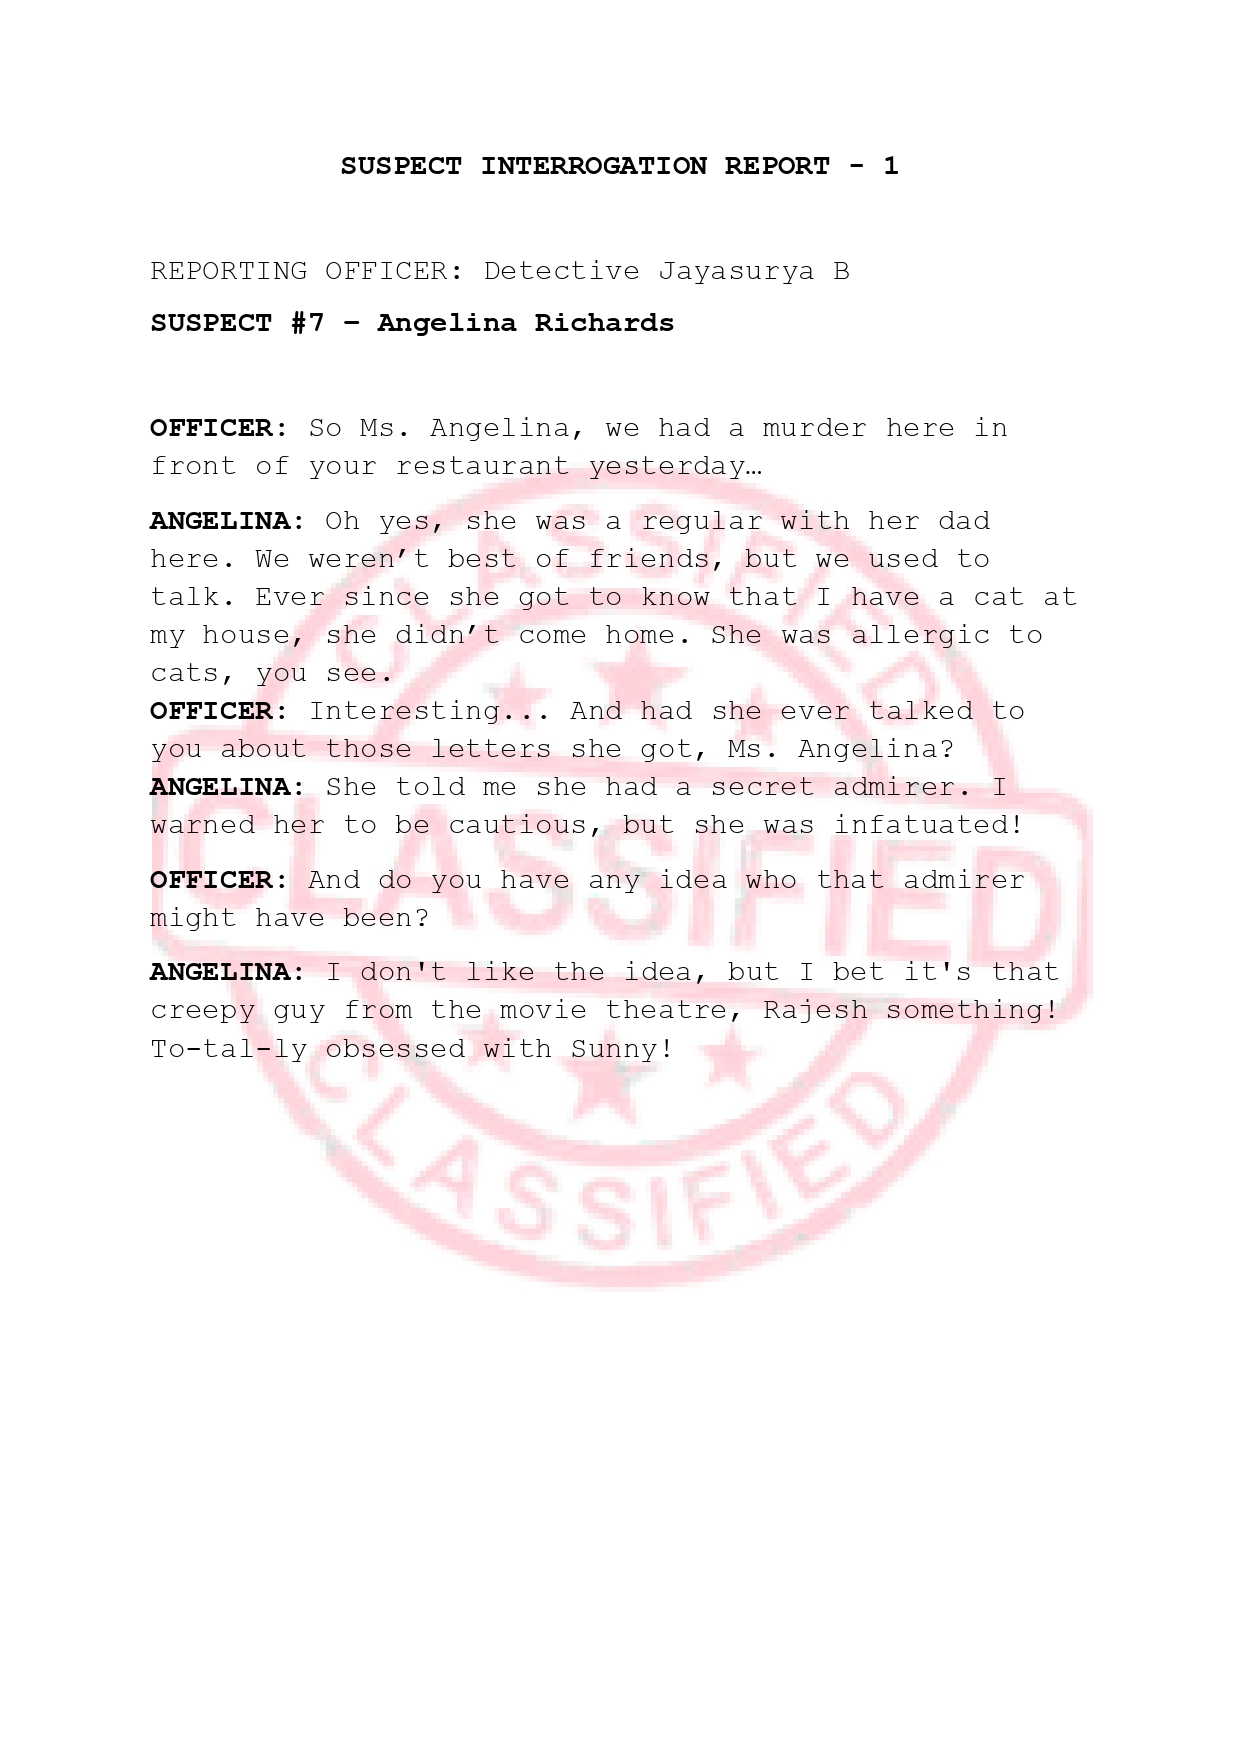 SUSPECT INTERROGATION REPORT - 1
REPORTING OFFICER: Detective Jayasurya B
SUSPECT #7 – Angelina Richards
OFFICER: So Ms. Angelina, we had a murder here in
front of your restaurant yesterday…
ANGELINA: Oh yes, she was a regular with her dad
here. We weren’t best of friends, but we used to
talk. Ever since she got to know that I have a cat at
my house, she didn’t come home. She was allergic to
cats, you see.
OFFICER: Interesting... And had she ever talked to
you about those letters she got, Ms. Angelina?
ANGELINA: She told me she had a secret admirer. I
warned her to be cautious, but she was infatuated!
OFFICER: And do you have any idea who that admirer
might have been?
ANGELINA: I don't like the idea, but I bet it's that
creepy guy from the movie theatre, Rajesh something!
To-tal-ly obsessed with Sunny!
CLASSIFIED
CLASSIFIED
CLASSIFIED